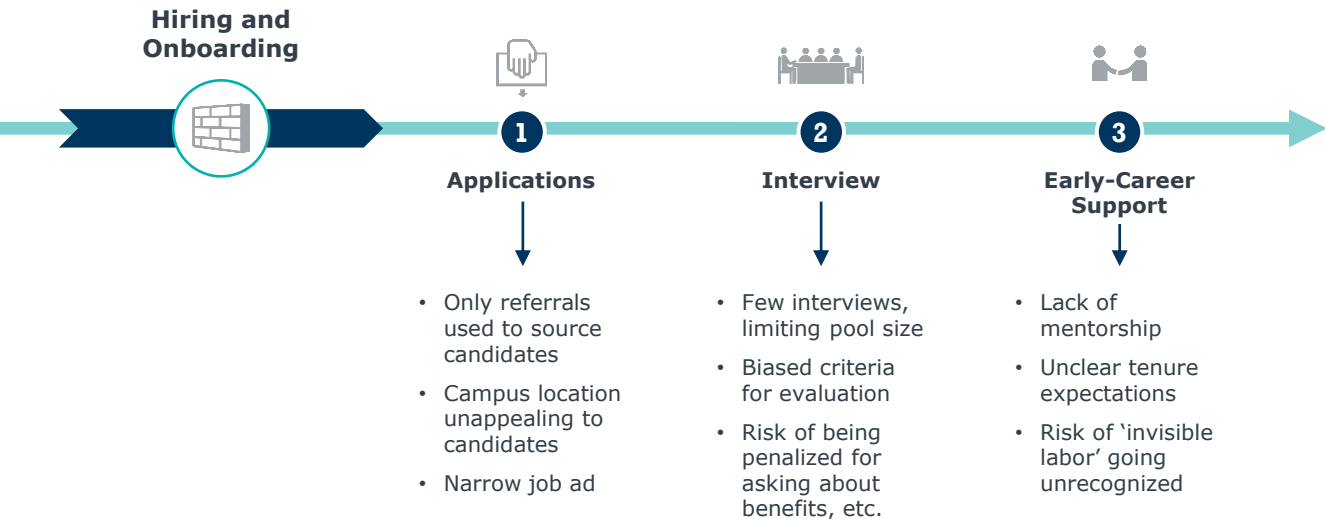 Hiring and
Onboarding
1
2
3
Applications
Interview
Early-Career
Support
• Only referrals
used to source
candidates
• Campus location
unappealing to
candidates
• Narrow job ad
• Few interviews,
limiting pool size
• Biased criteria
for evaluation
• Risk of being
penalized for
asking about
benefits, etc.
• Lack of
mentorship
• Unclear tenure
expectations
• Risk of ‘invisible
labor’ going
unrecognized